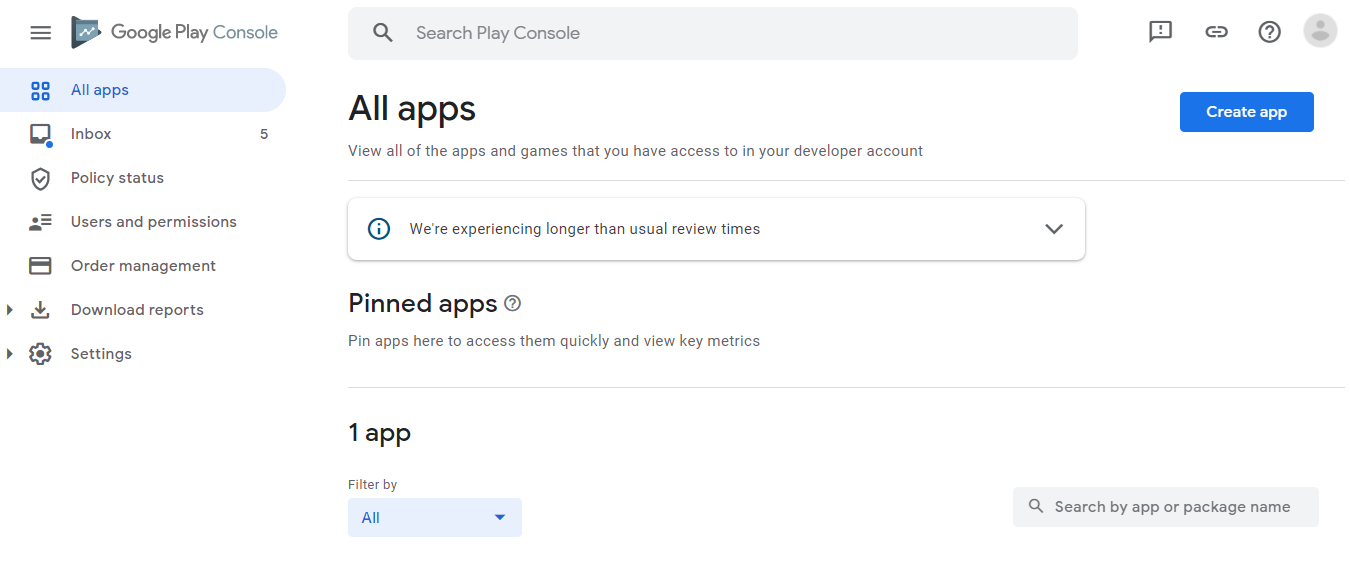 Google Play Console
Search Play Console
All apps
Inbox 5
Policy status
Users and permissions
Order management
Download reports
Settings
All apps
Create app
View all of the apps and games that you have access to in your developer account
We're experiencing longer than usual review times
Pinned apps
Pin apps here to access them quickly and view key metrics
1 app
Filter by
All
Search by app or package name